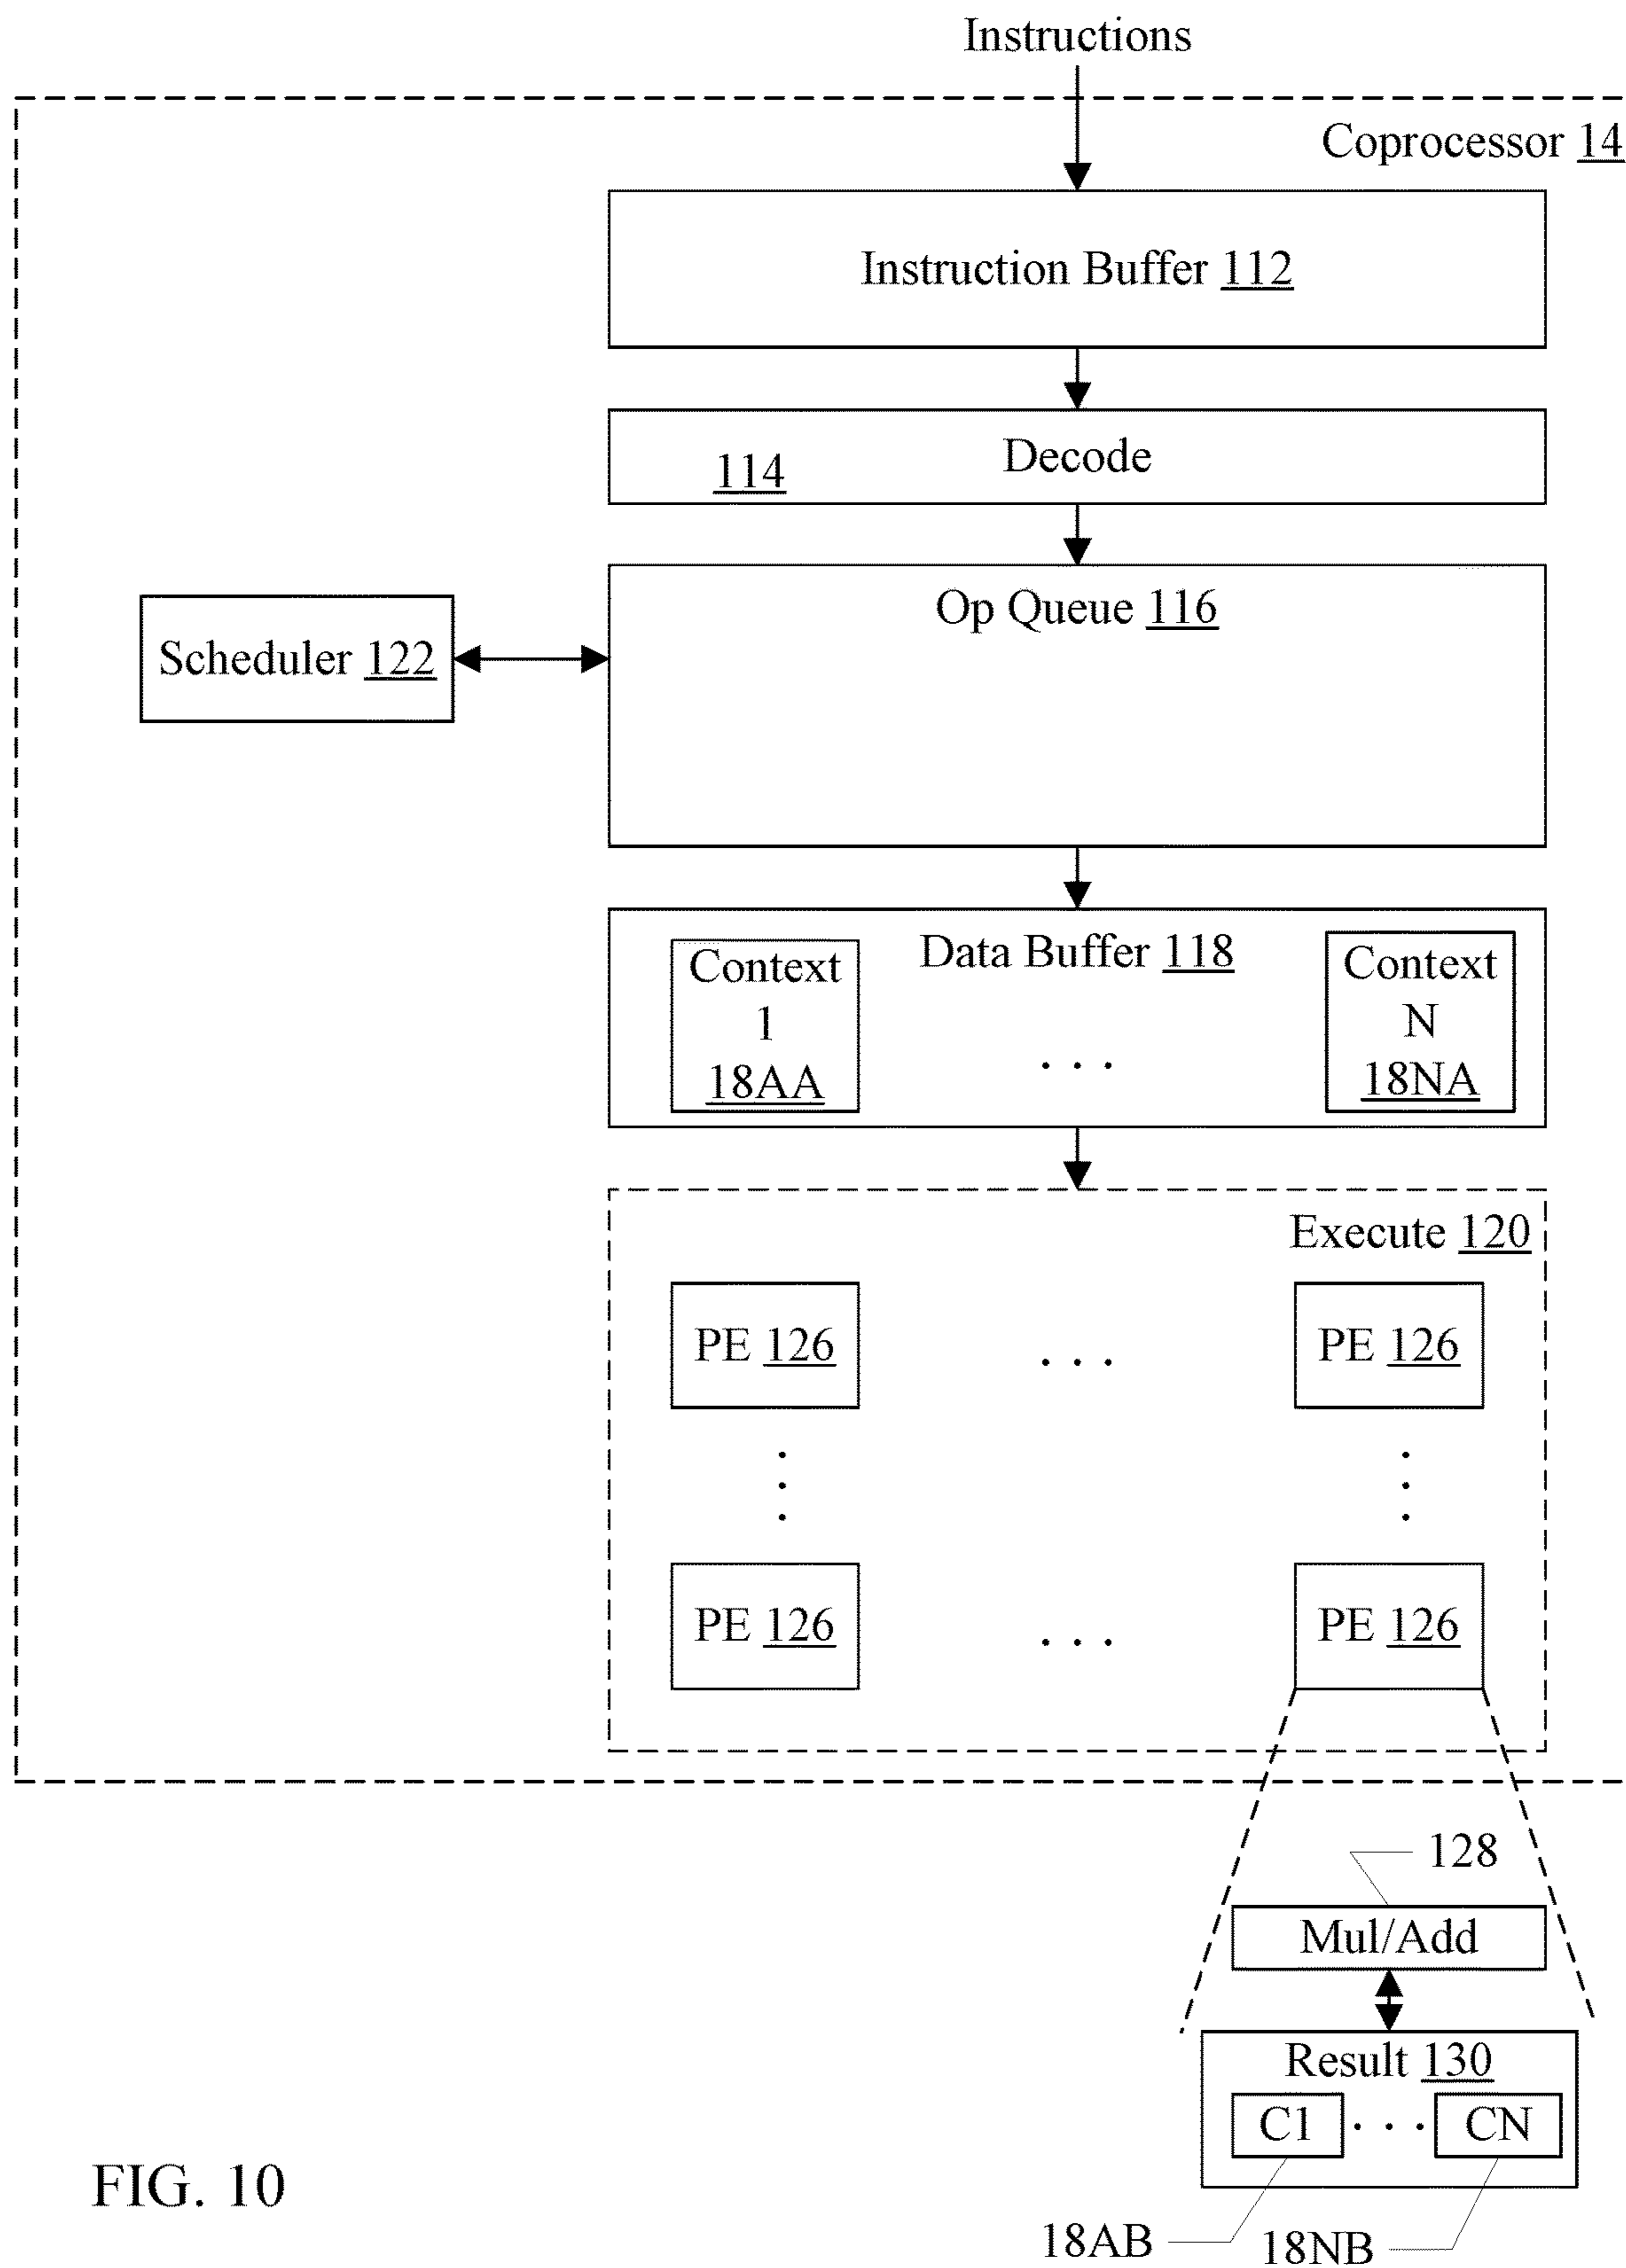 Instructions
Coprocessor 14
Instruction Buffer 112
Decode
114
Op Queue 116
Scheduler 122
Data Buffer 118
Context
1
18AA
. . .
Context
N
18NA
Execute 120
PE 126
. . .
PE 126
PE 126
. . .
PE 126
128
Mul/Add
Result 130
C1
. . .
CN
18AB
18NB
FIG. 10